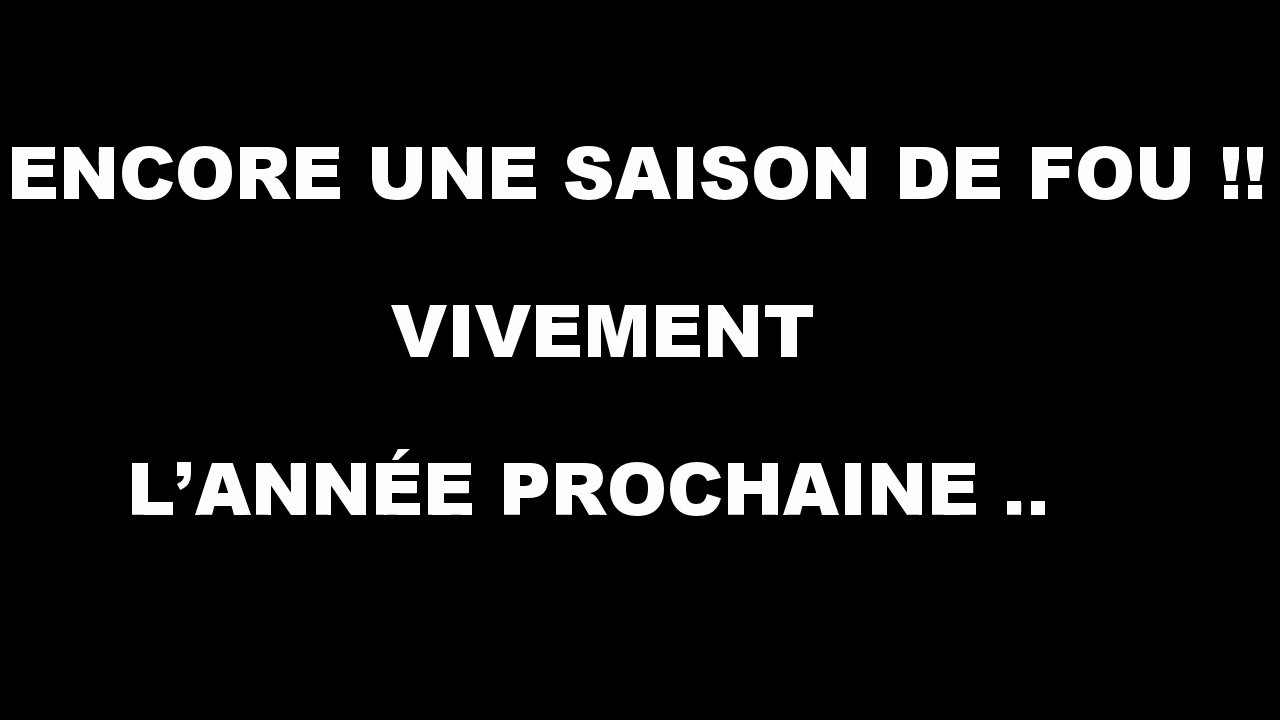 ENCORE UNE SAISON DE FOU !!
VIVEMENT
L’ANNÉE PROCHAINE ..